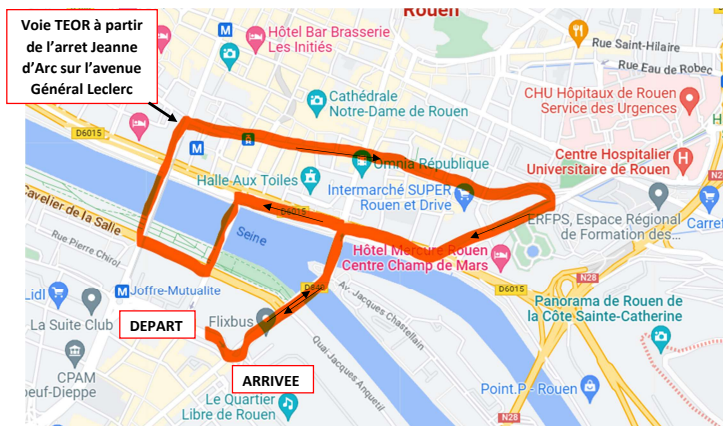 Voie TEOR à partir
de l'arret Jeanne
d'Arc sur l'avenue
Général Leclerc
Rouen
Hôtel Bar Brasserie
Les Initiés
Rue Saint-Hilaire
Rue Eau de Robec
Cathédrale
Notre-Dame de Rouen
CHU Hôpitaux de Rouen
Service des Urgences
D6015
Omnia République
Centre Hospitalier
Universitaire de Rouen
Halle Aux Toiles
Intermarché SUPER
Rouen et Drive
N28
Cavelier de la Salle
D6015
ERFPS, Espace Régional
de Formation des...
Carref
Rue Pierre Chirol
Seine
Hôtel Mercure Rouen
Centre Champ de Mars
N28
D6015
Lidl
Joffre-Mutualite
D840
Av. Jacques Chastellain
Panorama de Rouen de
la Côte Sainte-Catherine
La Suite Club
DEPART
Flixbus
Quai Jacques Anquetil
CPAM
oeuf-Dieppe
ARRIVEE
Point.P - Rouen
Le Quartier
Libre de Rouen
N28